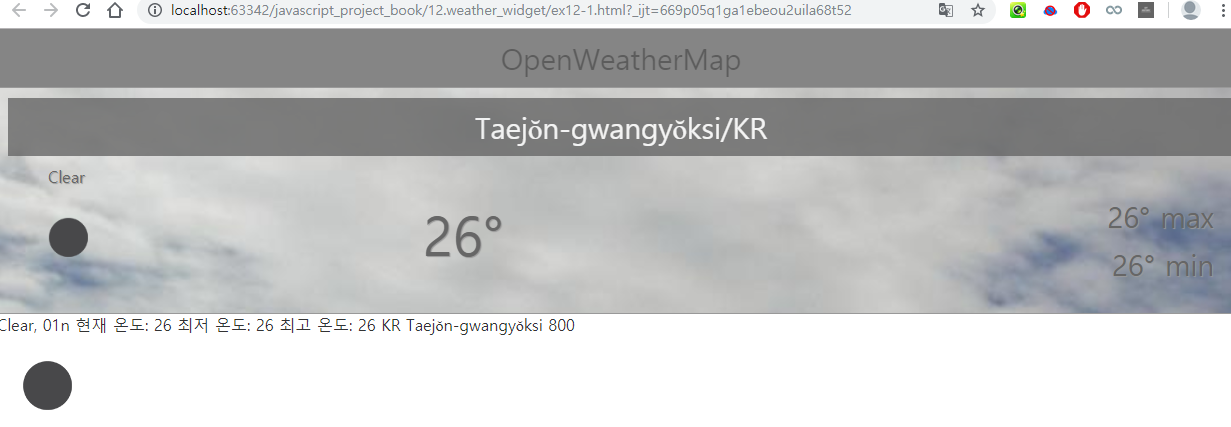 localhost:63342/javascript_project_book/12.weather_widget/ex12-1.html?_ijt=669p05q1ga1ebeou2uila68t52
OpenWeatherMap
Taejŏn-gwangyŏksi/KR
Clear
26°
26° max
26° min
Clear, 01n 현재 온도: 26 최저 온도: 26 최고 온도: 26 KR Taejŏn-gwangyŏksi 800